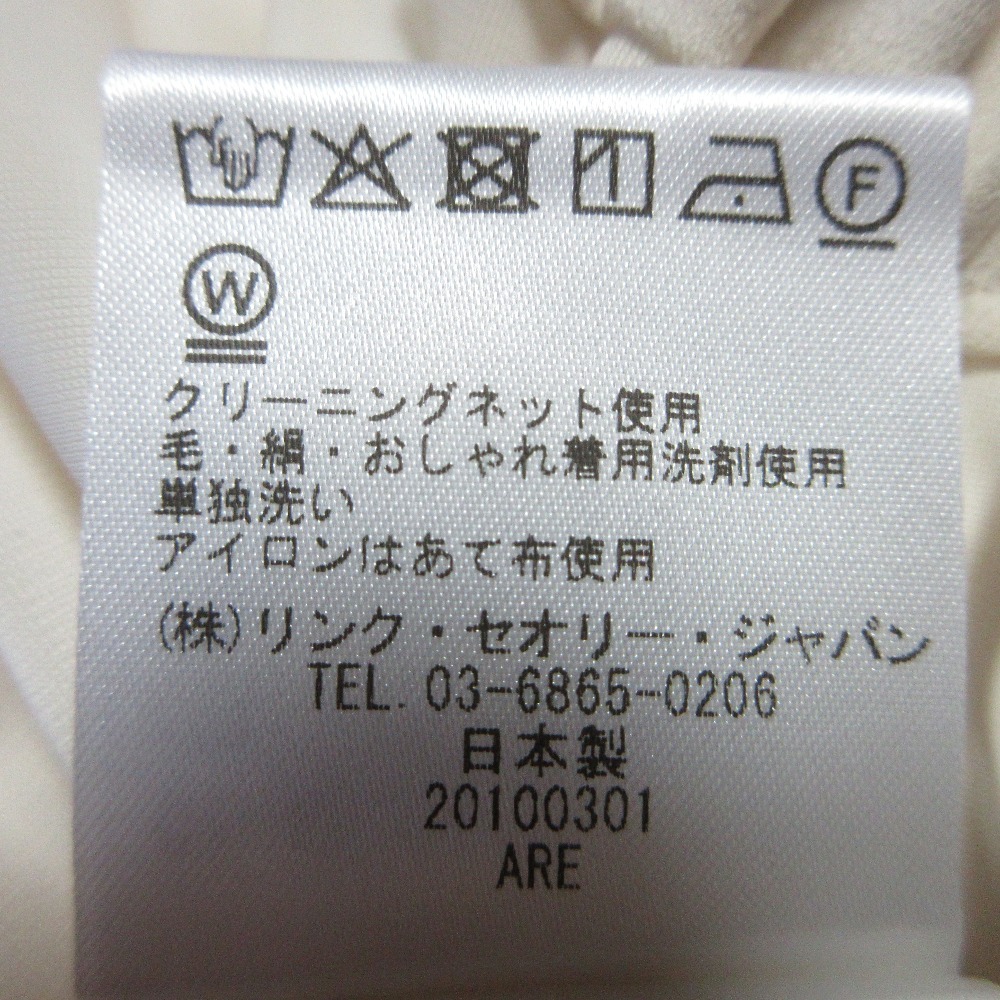 F
W
クリーニングネット使用
毛・絹・おしゃれ着用洗剤使用
単独洗い
アイロンはあて布使用
(株)リンク・セオリー・ジャパン
TEL. 03-6865-0206
日本製
20100301
ARE